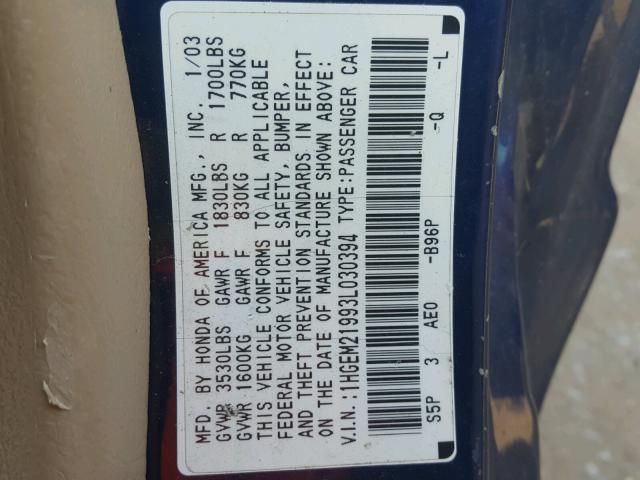 MFD. BY HONDA OF AMERICA MFG., INC. 1/03
GVWR 3530LBS GAWR F 1830LBS R 1700LBS
GVWR 1600KG GAWR F 830KG R 770KG
THIS VEHICLE CONFORMS TO ALL APPLICABLE
FEDERAL MOTOR VEHICLE SAFETY, BUMPER,
AND THEFT PREVENTION STANDARDS IN EFFECT
ON THE DATE OF MANUFACTURE SHOWN ABOVE:
V.I.N.:1HGEM21993L030394 TYPE:PASSENGER CAR
S5P 3 AE0 -B96P -Q -L